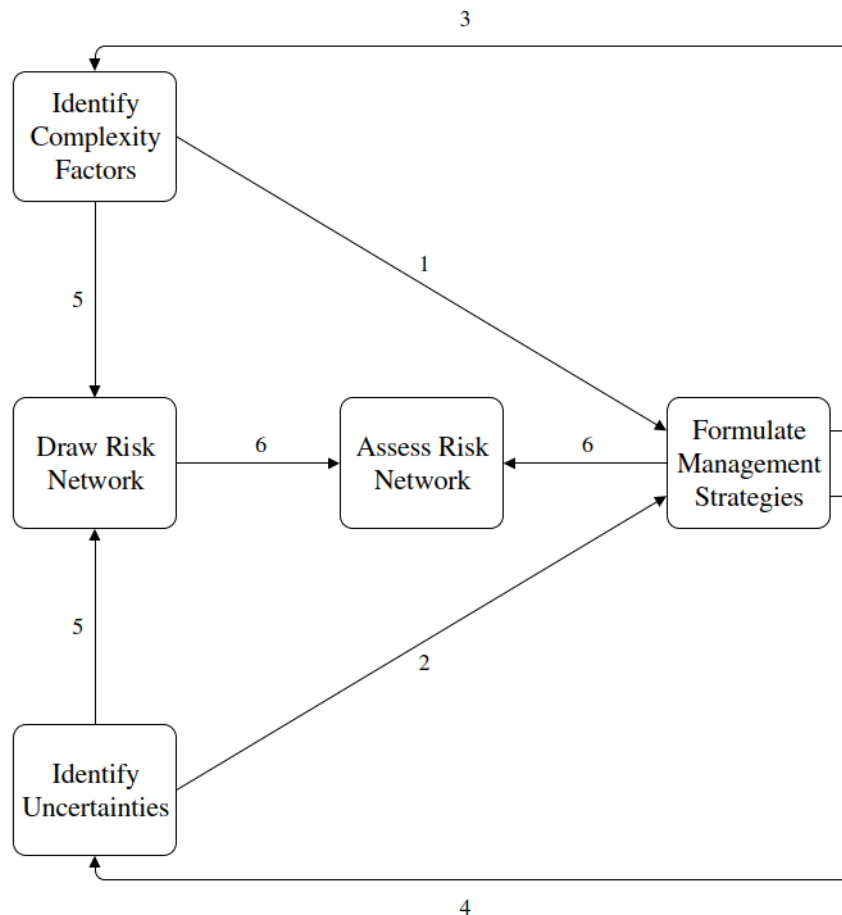 3
Identify
Complexity
Factors
1
5
Draw Risk
Network
6
Assess Risk
Network
6
Formulate
Management
Strategies
5
2
Identify
Uncertainties
4